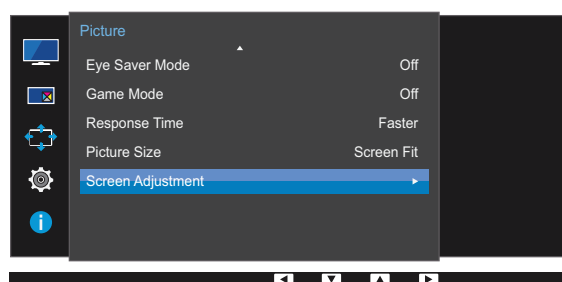 Picture
Eye Saver Mode Off
Game Mode Off
Response Time Faster
Picture Size Screen Fit
Screen Adjustment